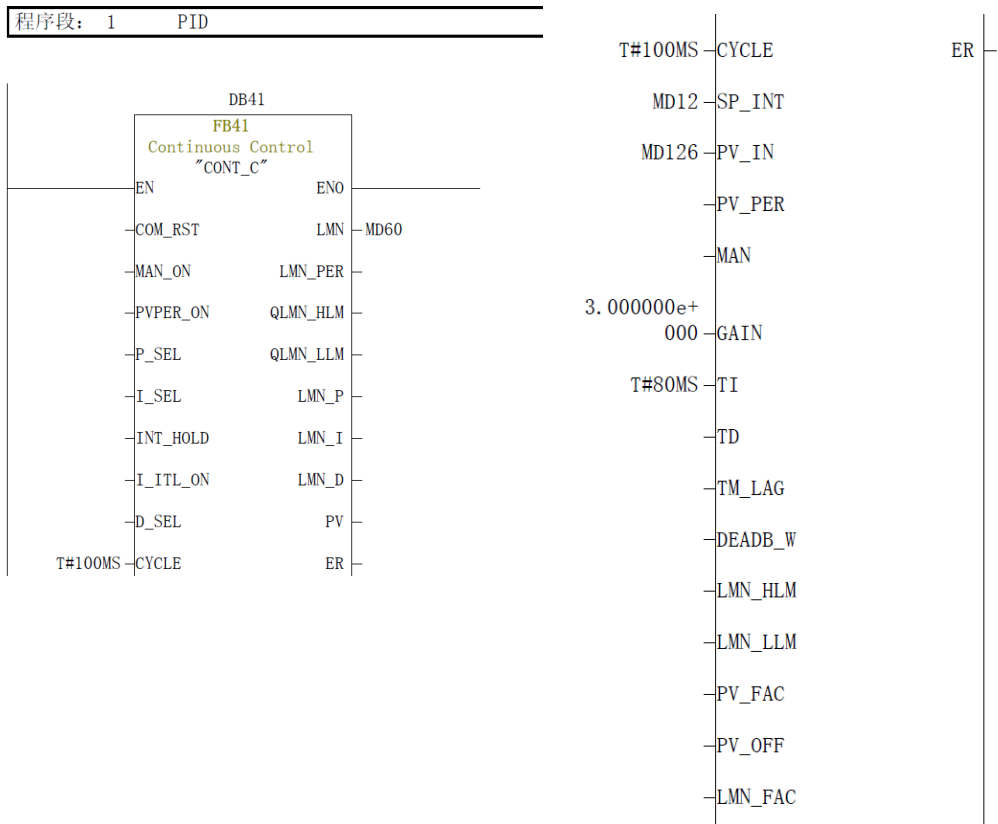 程序段： 1 PID
DB41
FB41
Continuous Control
"CONT_C"
EN ENO
COM_RST LMN MD60
MAN_ON LMN_PER
PVPER_ON QLMN_HLM
P_SEL QLMN_LLM
I_SEL LMN_P
INT_HOLD LMN_I
I_ITL_ON LMN_D
D_SEL PV
T#100MS CYCLE ER
T#100MS CYCLE ER
MD12 SP_INT
MD126 PV_IN
PV_PER
MAN
3.000000e+
000 GAIN
T#80MS TI
TD
TM_LAG
DEADB_W
LMN_HLM
LMN_LLM
PV_FAC
PV_OFF
LMN_FAC